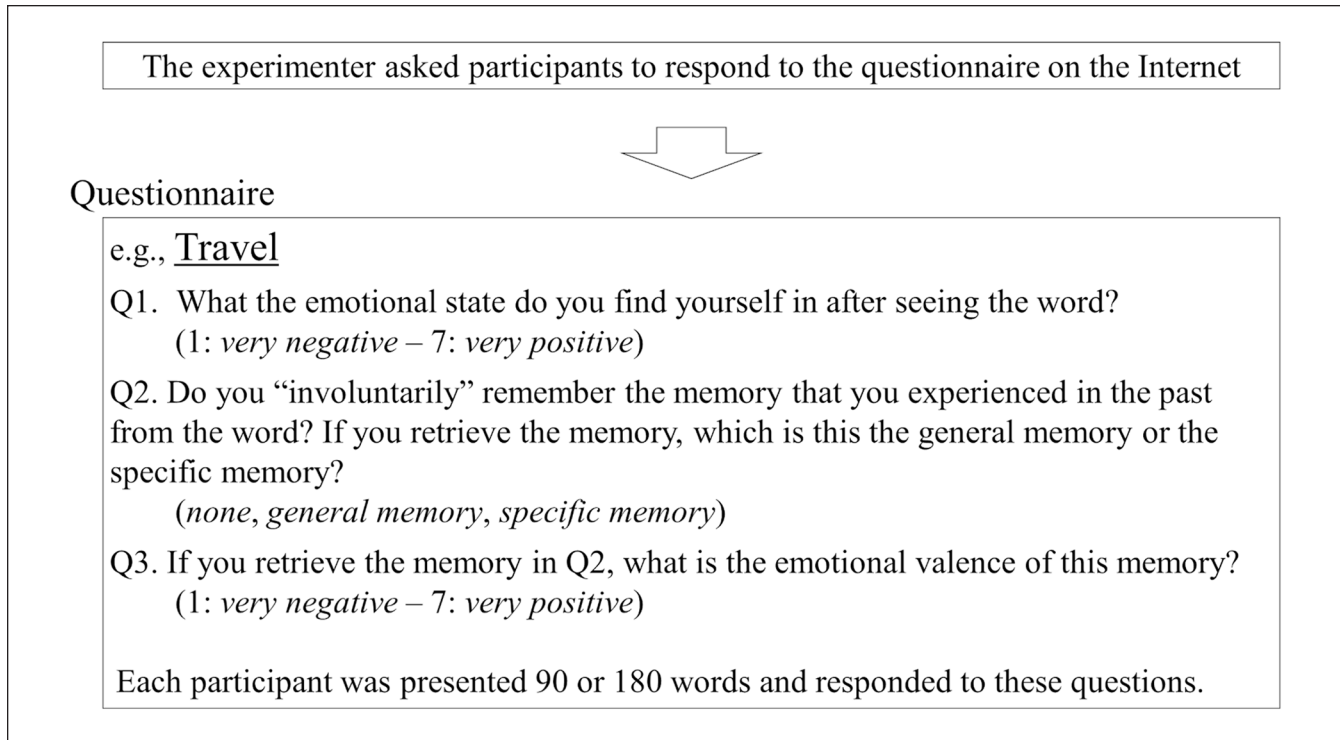 The experimenter asked participants to respond to the questionnaire on the Internet
Questionnaire
e.g., Travel
Q1. What the emotional state do you find yourself in after seeing the word?
(1: very negative – 7: very positive)
Q2. Do you “involuntarily” remember the memory that you experienced in the past
from the word? If you retrieve the memory, which is this the general memory or the
specific memory?
(none, general memory, specific memory)
Q3. If you retrieve the memory in Q2, what is the emotional valence of this memory?
(1: very negative – 7: very positive)
Each participant was presented 90 or 180 words and responded to these questions.